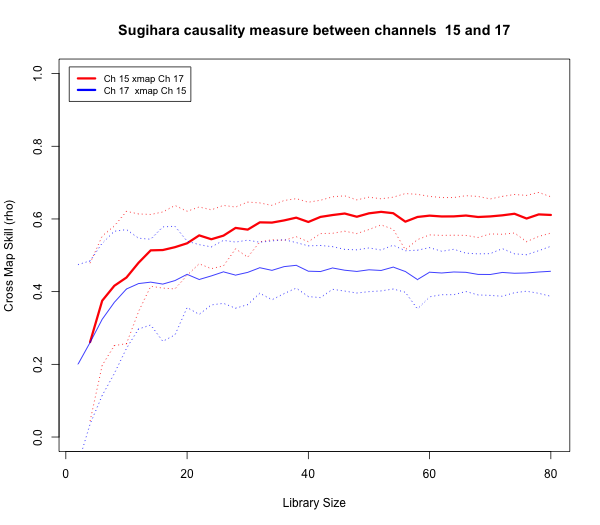 Sugihara causality measure between channels  15 and 17
Ch 15 xmap Ch 17
Ch 17  xmap Ch 15
Cross Map Skill (rho)
1.0
0.8
0.6
0.4
0.2
0.0
0 20 40 60 80
Library Size